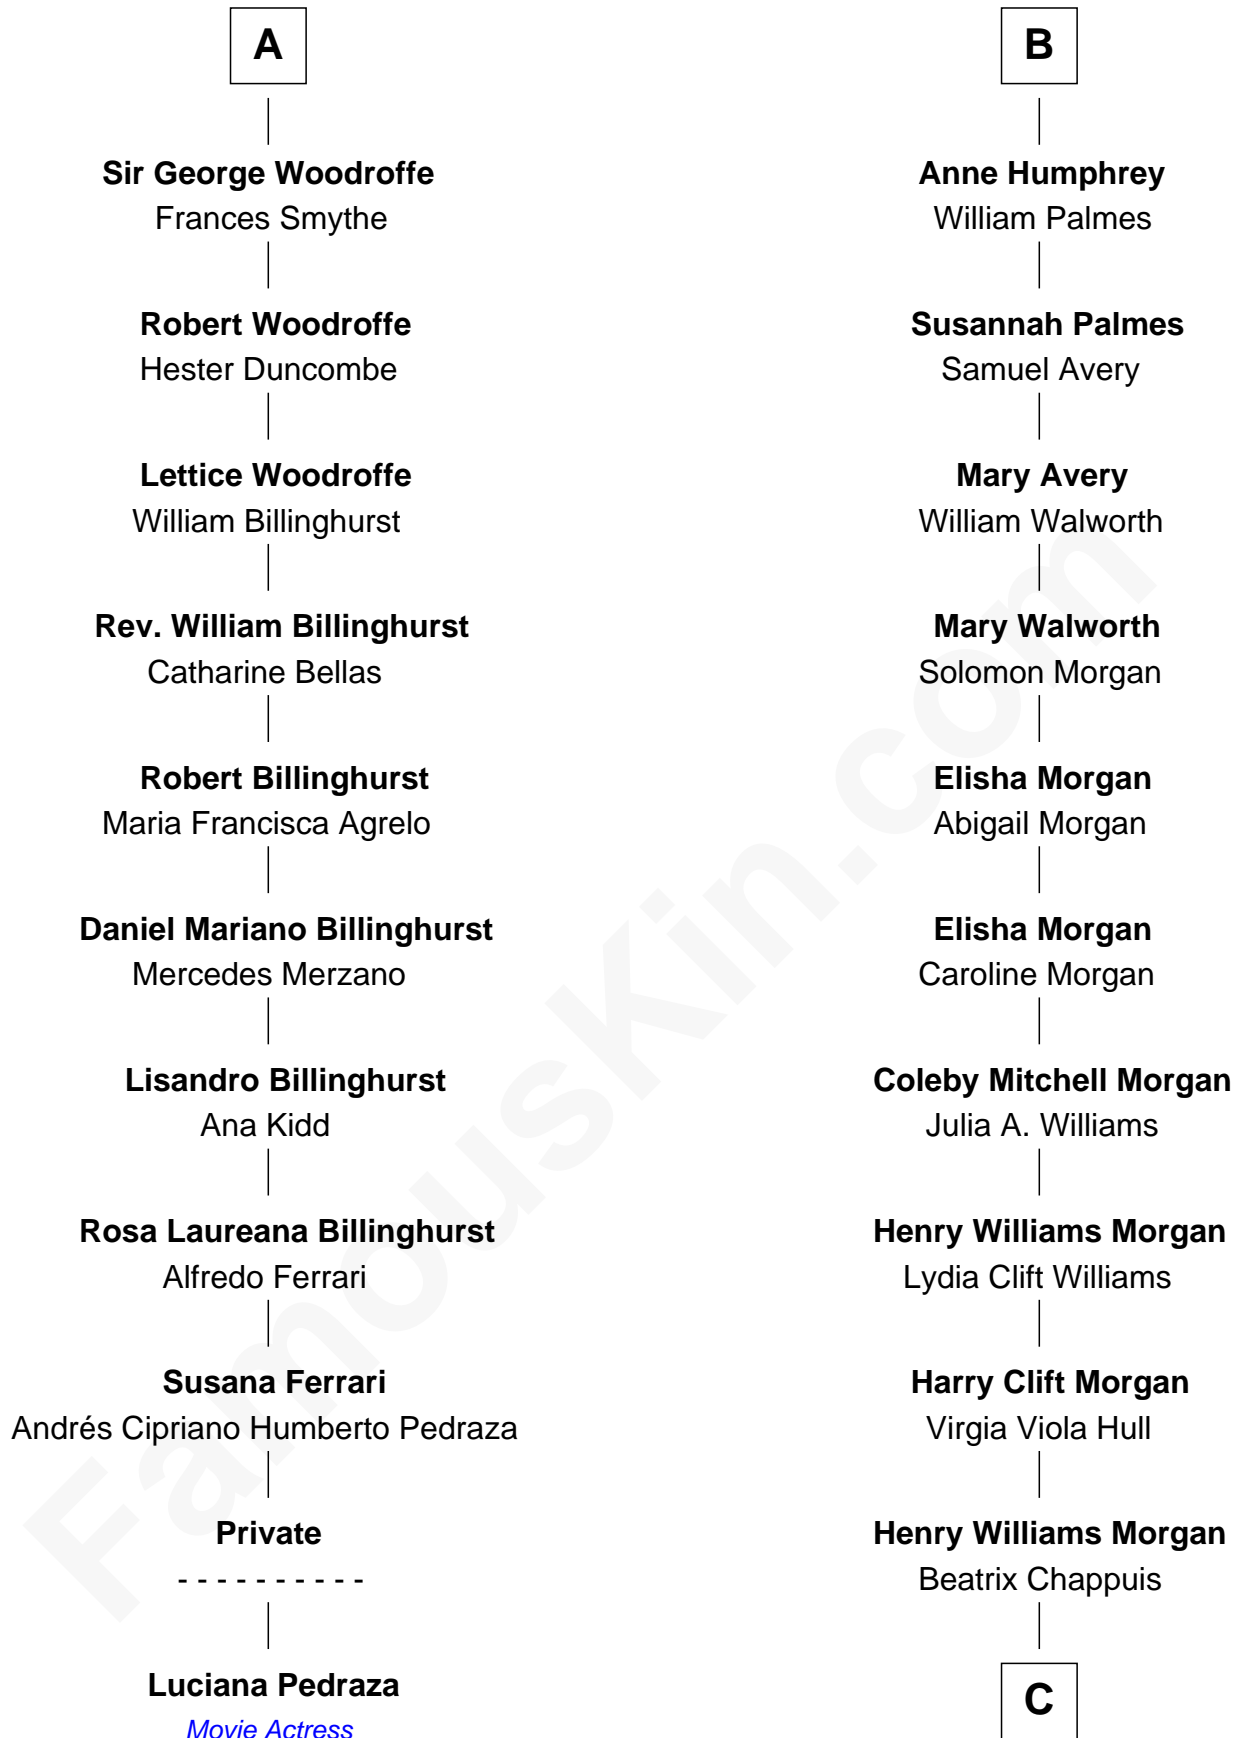 A
Sir George Woodroffe
Frances Smythe
Robert Woodroffe
Hester Duncombe
Lettice Woodroffe
William Billinghurst
Rev. William Billinghurst
Catharine Bellas
Robert Billinghurst
Maria Francisca Agrelo
Daniel Mariano Billinghurst
Mercedes Merzano
Lisandro Billinghurst
Ana Kidd
Rosa Laureana Billinghurst
Alfredo Ferrari
Susana Ferrari
Andrés Cipriano Humberto Pedraza
Private
- - - - - - - - - -
Luciana Pedraza
Movie Actress
B
Anne Humphrey
William Palmes
Susannah Palmes
Samuel Avery
Mary Avery
William Walworth
Mary Walworth
Solomon Morgan
Elisha Morgan
Abigail Morgan
Elisha Morgan
Caroline Morgan
Coleby Mitchell Morgan
Julia A. Williams
Henry Williams Morgan
Lydia Clift Williams
Harry Clift Morgan
Virgia Viola Hull
Henry Williams Morgan
Beatrix Chappuis
C
FamousKin.com